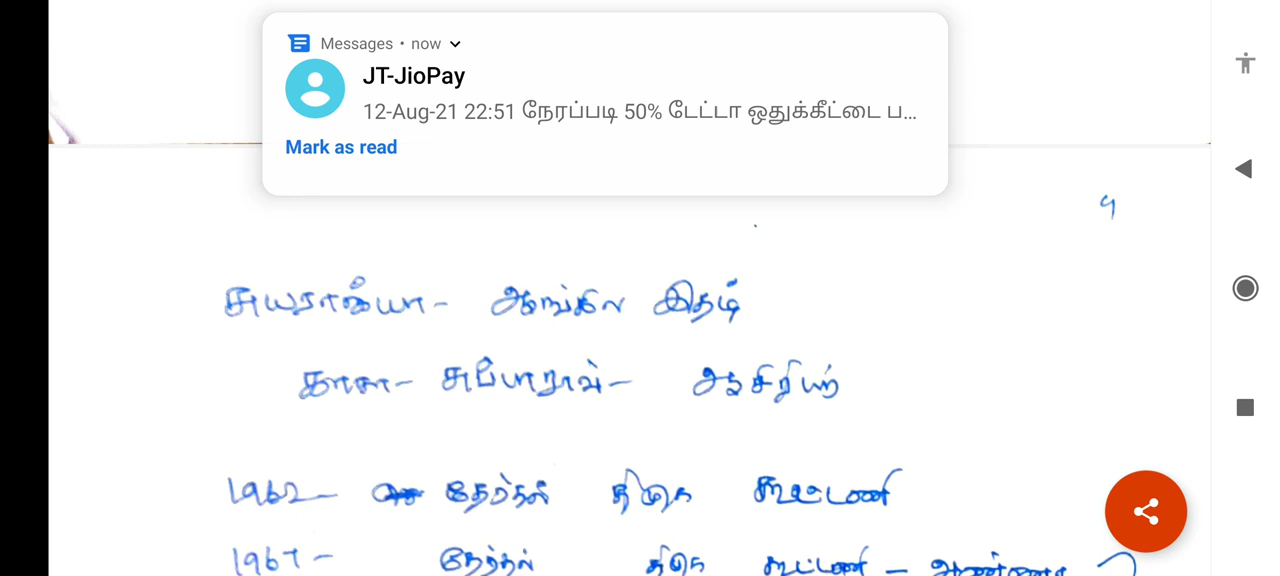 Messages • now
JT-JioPay
12-Aug-21 22:51 நேரப்படி 50% டேட்டா ஒதுக்கீட்டை ப...
Mark as read
9
சுயராஜ்யா - ஆங்கில இதழ்
காசா - சுப்பாராவ் - ஆசிரியர்
1962 - தேர்தல் திமுக கூட்டணி
1967 - தேர்தல் திமுக கூட்டணி -